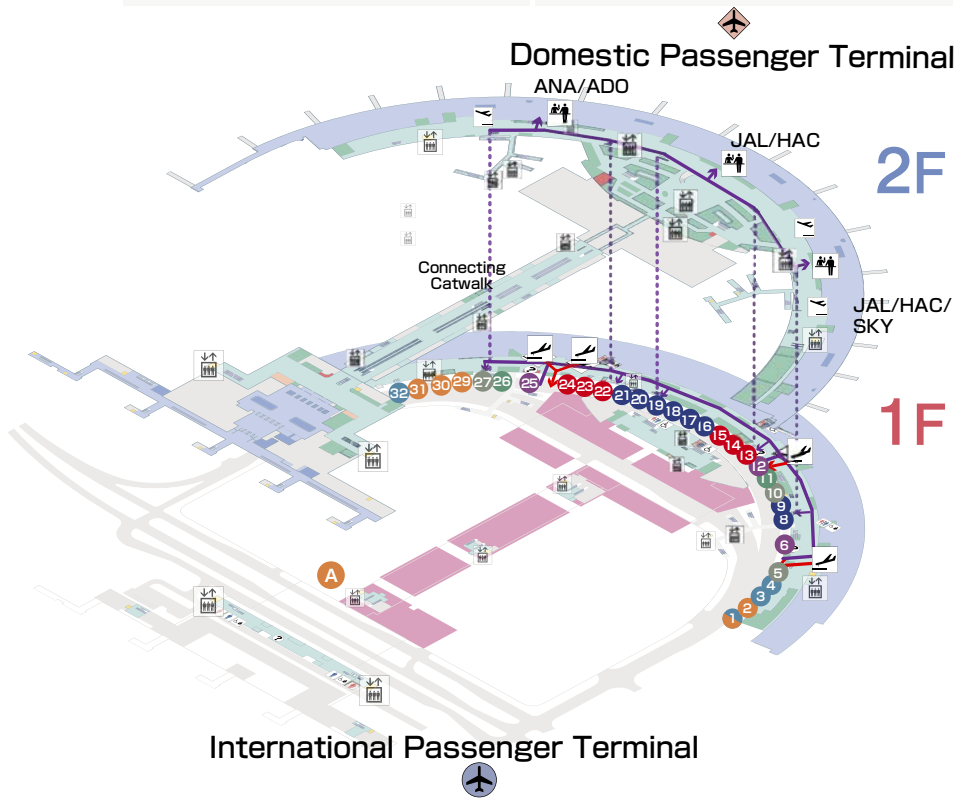 Domestic Passenger Terminal
ANA/ADO
JAL/HAC
2F
Connecting
Catwalk
JAL/HAC/
SKY
1F
32
31
30
29
27
26
25
24
23
22
21
20
19
18
17
16
15
14
13
12
11
10
9
8
6
5
4
3
2
1
A
?
International Passenger Terminal